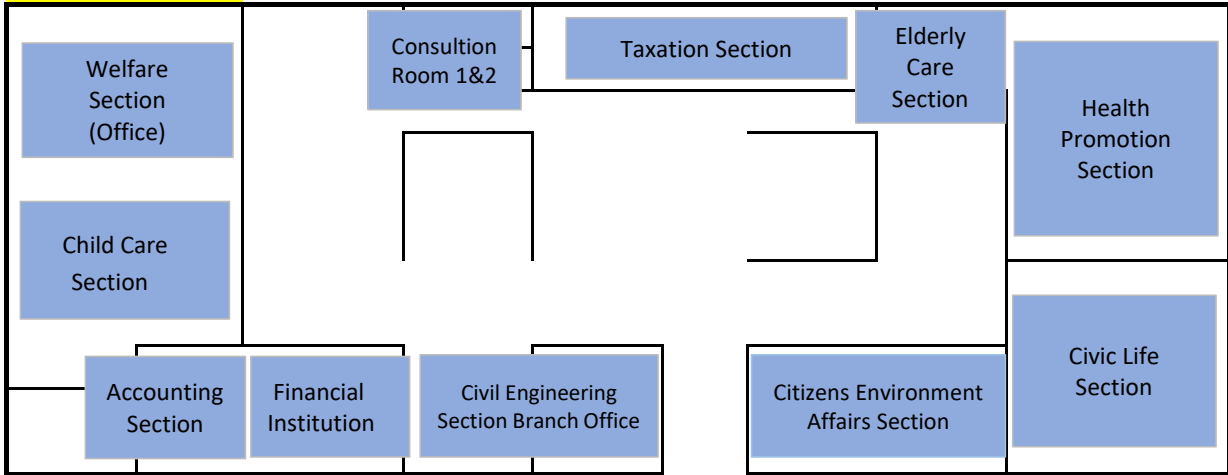 Welfare
Section
(Office)
Consultion
Room 1&2
Taxation Section
Elderly
Care
Section
Health
Promotion
Section
Child Care
Section
Accounting
Section
Financial
Institution
Civil Engineering
Section Branch Office
Citizens Environment
Affairs Section
Civic Life
Section